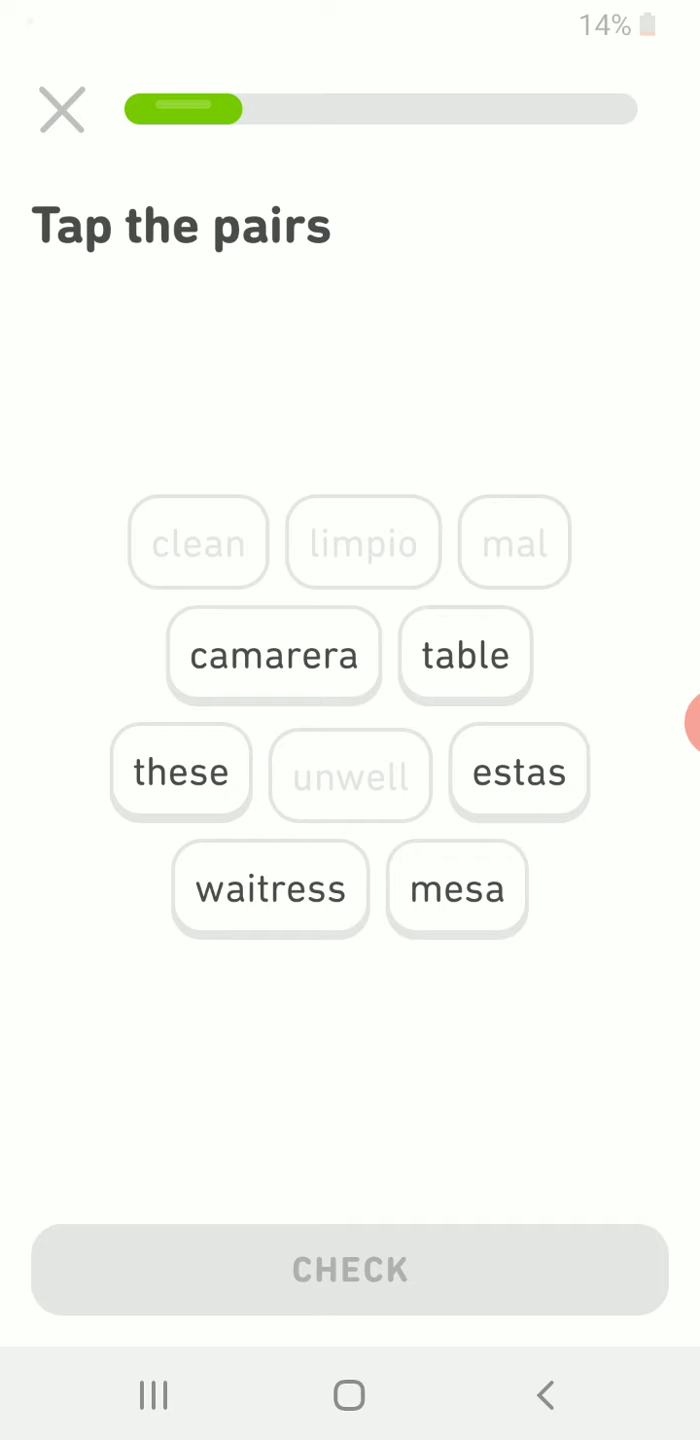 14%
Tap the pairs
clean limpio mal
camarera table
these unwell estas
waitress mesa
CHECK